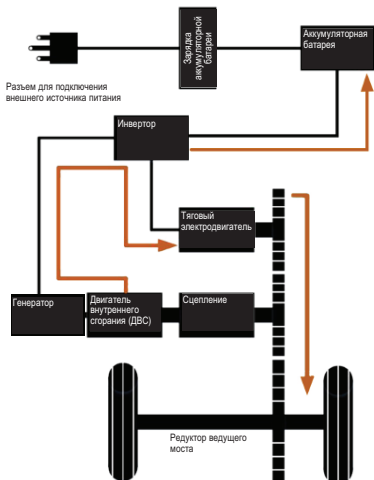 Зарядка
аккумуляторной
батареи
Аккумуляторная
батарея
Разъем для подключения
внешнего источника питания
Инвертор
Тяговый
электродвигатель
Генератор
Двигатель
внутреннего
сгорания (ДВС)
Сцепление
Редуктор ведущего
моста